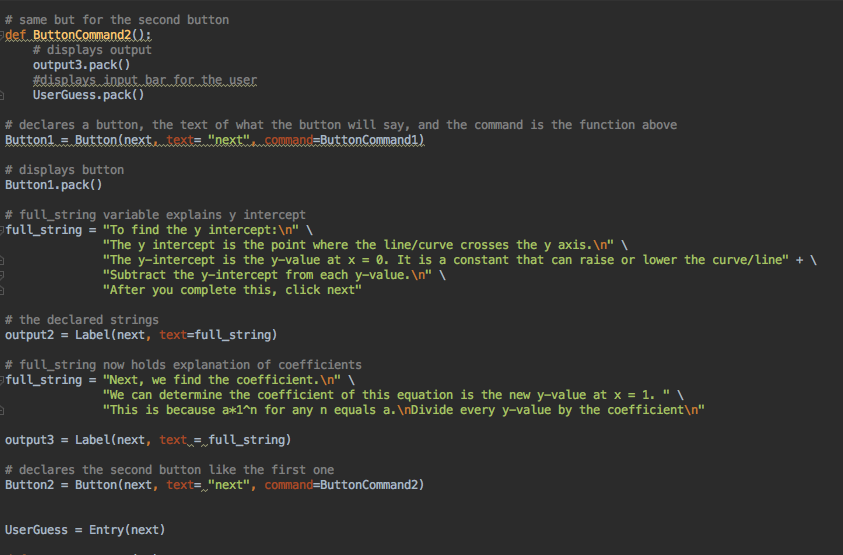 # same but for the second button
def ButtonCommand2():
    # displays output
    output3.pack()
    #displays input bar for the user
    UserGuess.pack()

# declares a button, the text of what the button will say, and the command is the function above
Button1 = Button(next, text= "next", command=ButtonCommand1)

# displays button
Button1.pack()

# full_string variable explains y intercept
full_string = "To find the y intercept:\n" \
              "The y intercept is the point where the line/curve crosses the y axis.\n" \
              "The y-intercept is the y-value at x = 0. It is a constant that can raise or lower the curve/line" + \
              "Subtract the y-intercept from each y-value.\n" \
              "After you complete this, click next"

# the declared strings
output2 = Label(next, text=full_string)

# full_string now holds explanation of coefficients
full_string = "Next, we find the coefficient.\n" \
              "We can determine the coefficient of this equation is the new y-value at x = 1. " \
              "This is because a*1^n for any n equals a.\nDivide every y-value by the coefficient\n"

output3 = Label(next, text = full_string)

# declares the second button like the first one
Button2 = Button(next, text= "next", command=ButtonCommand2)

UserGuess = Entry(next)